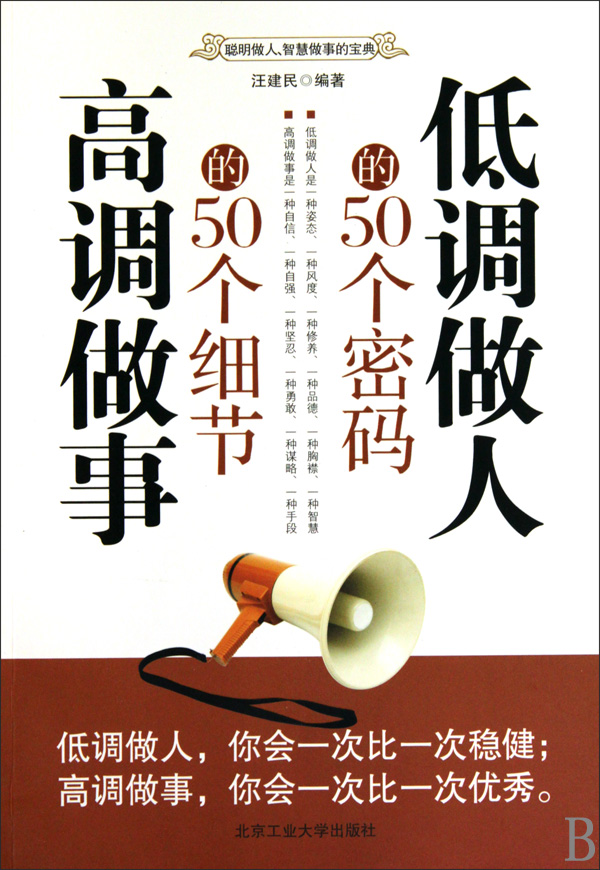 聪明做人、智慧做事的宝典
汪建民◎编著
低调做人
的50个密码
■低调做人是一种姿态、一种风度、一种修养、一种品德、一种胸襟、一种智慧
■高调做事是一种自信、一种自强、一种坚忍、一种勇敢、一种谋略、一种手段
的50个细节
高调做事
低调做人，你会一次比一次稳健；
高调做事，你会一次比一次优秀。
北京工业大学出版社
B